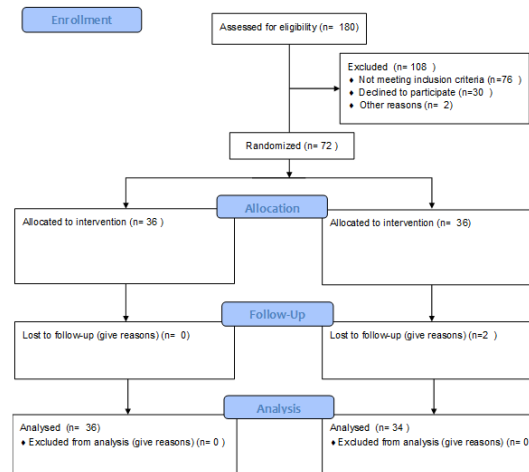 Enrollment
Assessed for eligibility (n= 180)
Excluded (n= 108 )
♦ Not meeting inclusion criteria (n=76 )
♦ Declined to participate (n=30 )
♦ Other reasons (n= 2)
Randomized (n= 72 )
Allocation
Allocated to intervention (n= 36 )
Allocated to intervention (n= 36)
Follow-Up
Lost to follow-up (give reasons) (n= 0)
Lost to follow-up (give reasons) (n=2 )
Analysis
Analysed (n= 36)
♦ Excluded from analysis (give reasons) (n= 0 )
Analysed (n= 34 )
♦ Excluded from analysis (give reasons) (n= 0